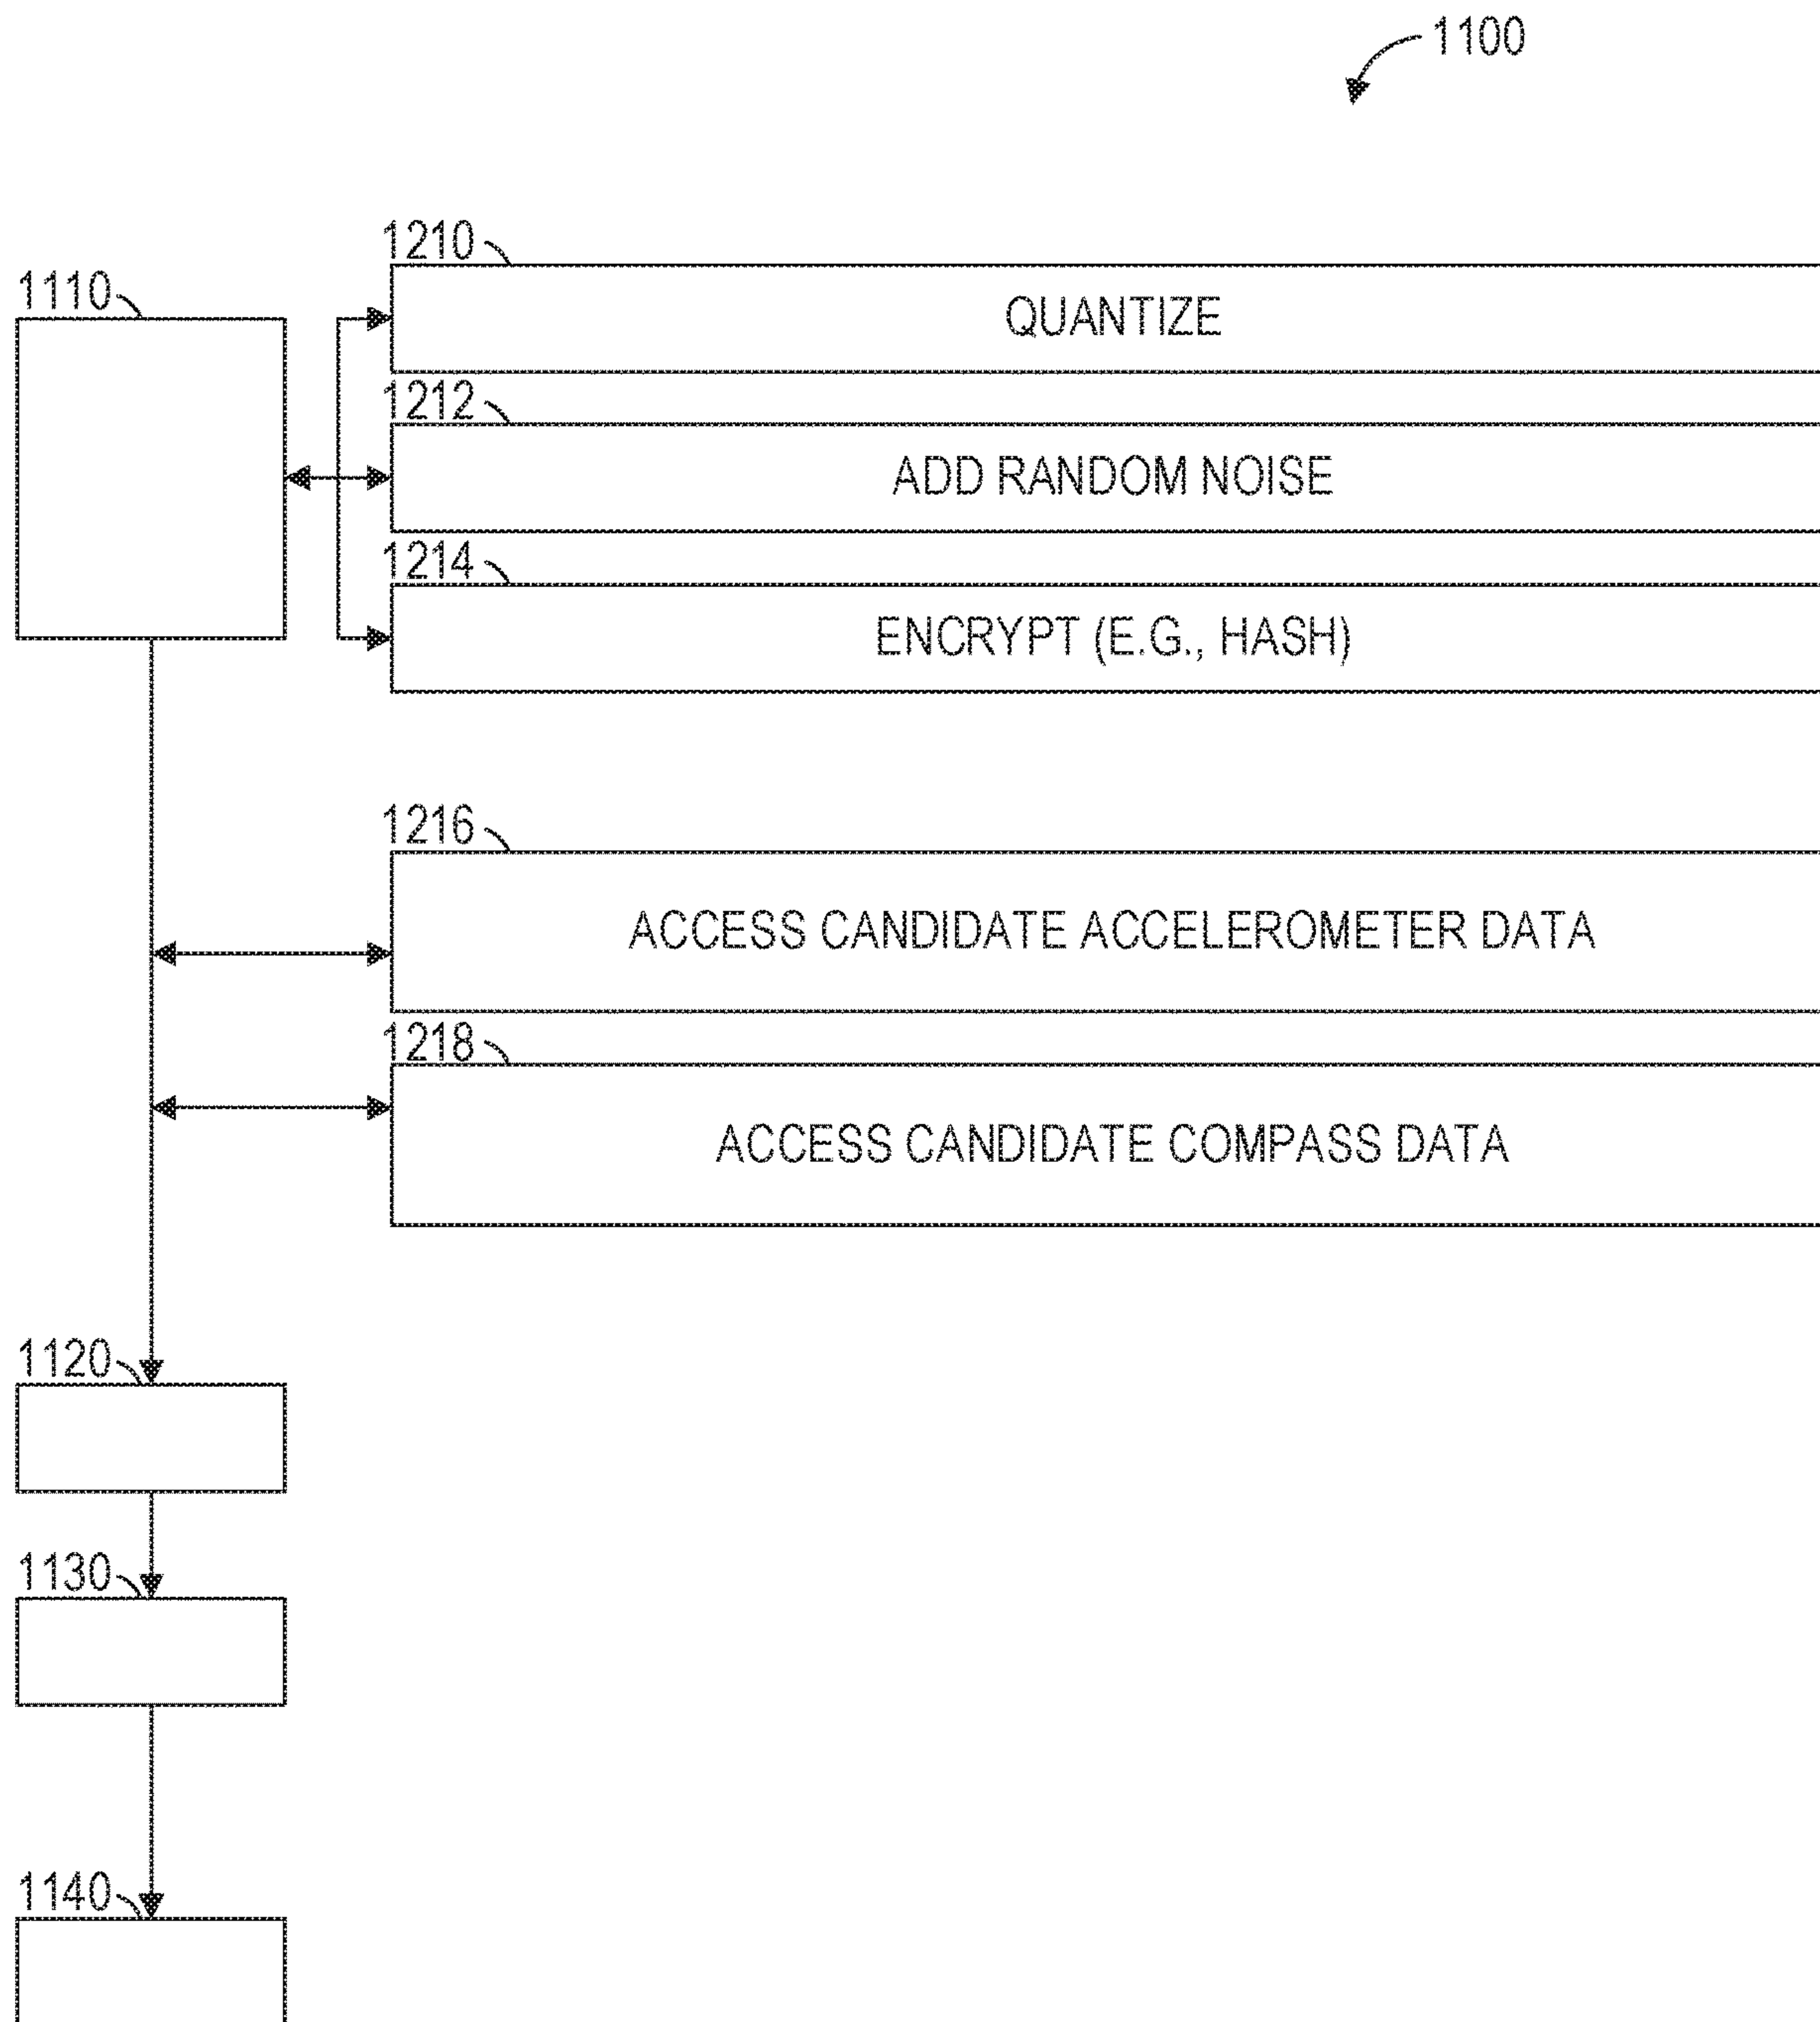 1100
1210
QUANTIZE
1110
1212
ADD RANDOM NOISE
1214
ENCRYPT (E.G., HASH)
1216
ACCESS CANDIDATE ACCELEROMETER DATA
1218
ACCESS CANDIDATE COMPASS DATA
1120
1130
1140